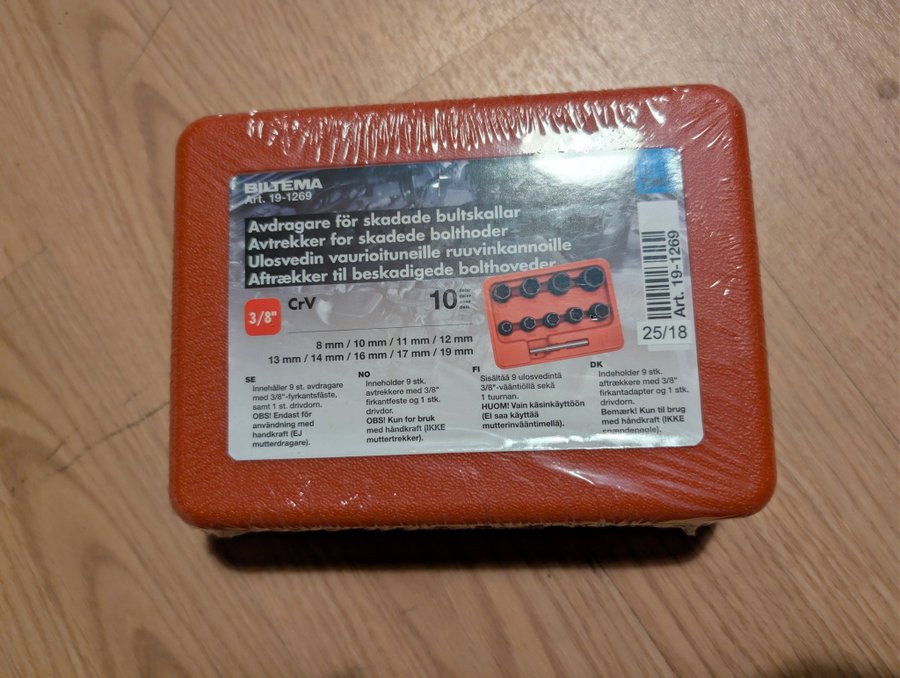 BILTEMA
Art. 19-1269
Avdragare för skadade bultskallar
Avtrekker for skadede bolthoder
Ulosvedin vaurioituneille ruuvinkannoille
Aftrækker til beskadigede bolthoveder
3/8"
CrV
10
8 mm / 10 mm / 11 mm / 12 mm
13 mm / 14 mm / 16 mm / 17 mm / 19 mm
Art. 19-1269
25/18
SE
Innehåller 9 st. avdragare
med 3/8"-fyrkantsfäste,
samt 1 st. drivdorn.
OBS! Endast för
användning med
handkraft (EJ
mutterdragare).
NO
Inneholder 9 stk.
avtrekkere med 3/8"
firkantfeste og 1 stk.
drivdor.
OBS! Kun for bruk
med håndkraft (IKKE
muttertrekker).
FI
Sisältää 9 ulosvedintä
3/8"-vääntiöllä sekä
1 tuurnan.
HUOM! Vain käsinkäyttöön
(EI saa käyttää
mutterinvääntimellä).
DK
Indeholder 9 stk.
aftrækkere med 3/8"
firkantadapter og 1 stk.
drivdorn.
Bemærk! Kun til brug
med håndkraft (IKKE